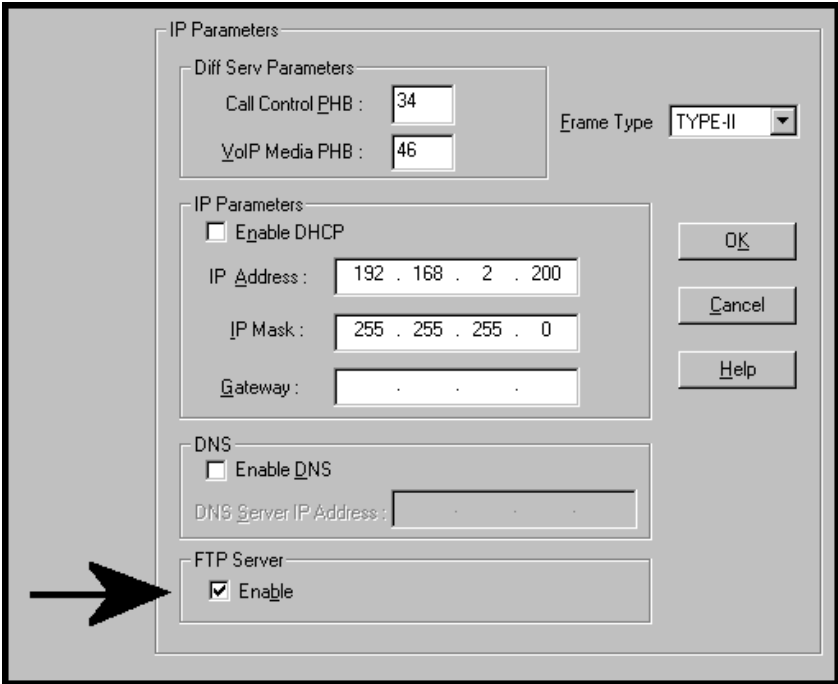 IP Parameters
Diff Serv Parameters
Call Control PHB : 34
VoIP Media PHB : 46
Frame Type TYPE-II
IP Parameters
Enable DHCP
IP Address : 192 . 168 . 2 . 200
IP Mask : 255 . 255 . 255 . 0
Gateway : . . .
OK
Cancel
Help
DNS
Enable DNS
DNS Server IP Address : . . .
FTP Server
Enable